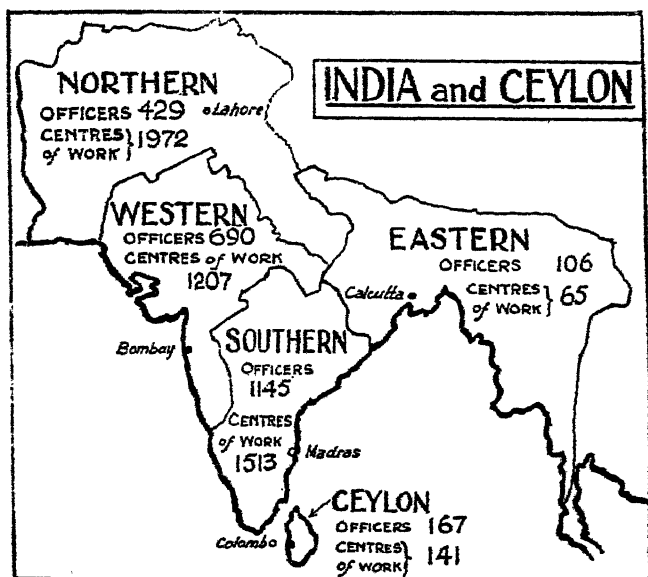 INDIA and CEYLON
NORTHERN
OFFICERS 429
CENTRES
of WORK } 1972
Lahore
WESTERN
OFFICERS 690
CENTRES of WORK
1207
EASTERN
OFFICERS 106
CENTRES
of WORK } 65
Calcutta
Bombay
SOUTHERN
OFFICERS
1145
CENTRES
of WORK
1513
Madras
CEYLON
OFFICERS 167
Colombo
CENTRES
of WORK } 141